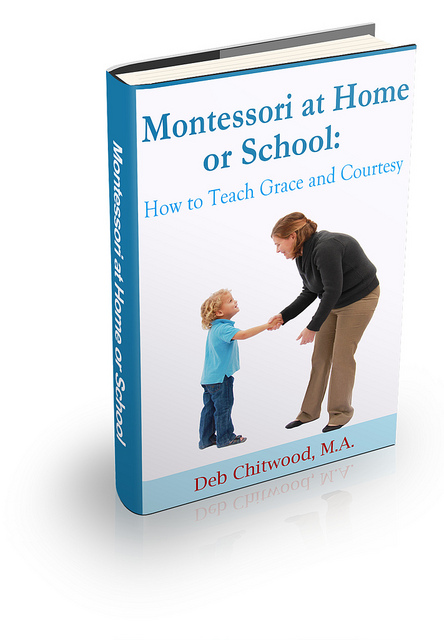 Montessori at Home
or School:
How to Teach Grace and Courtesy
Deb Chitwood, M.A.
Montessori at Home or School